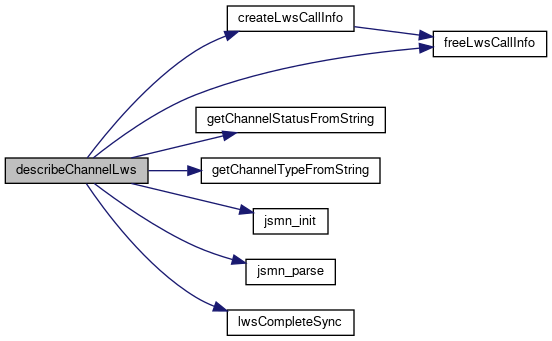 createLwsCallInfo
freeLwsCallInfo
getChannelStatusFromString
describeChannelLws
getChannelTypeFromString
jsmn_init
jsmn_parse
lwsCompleteSync